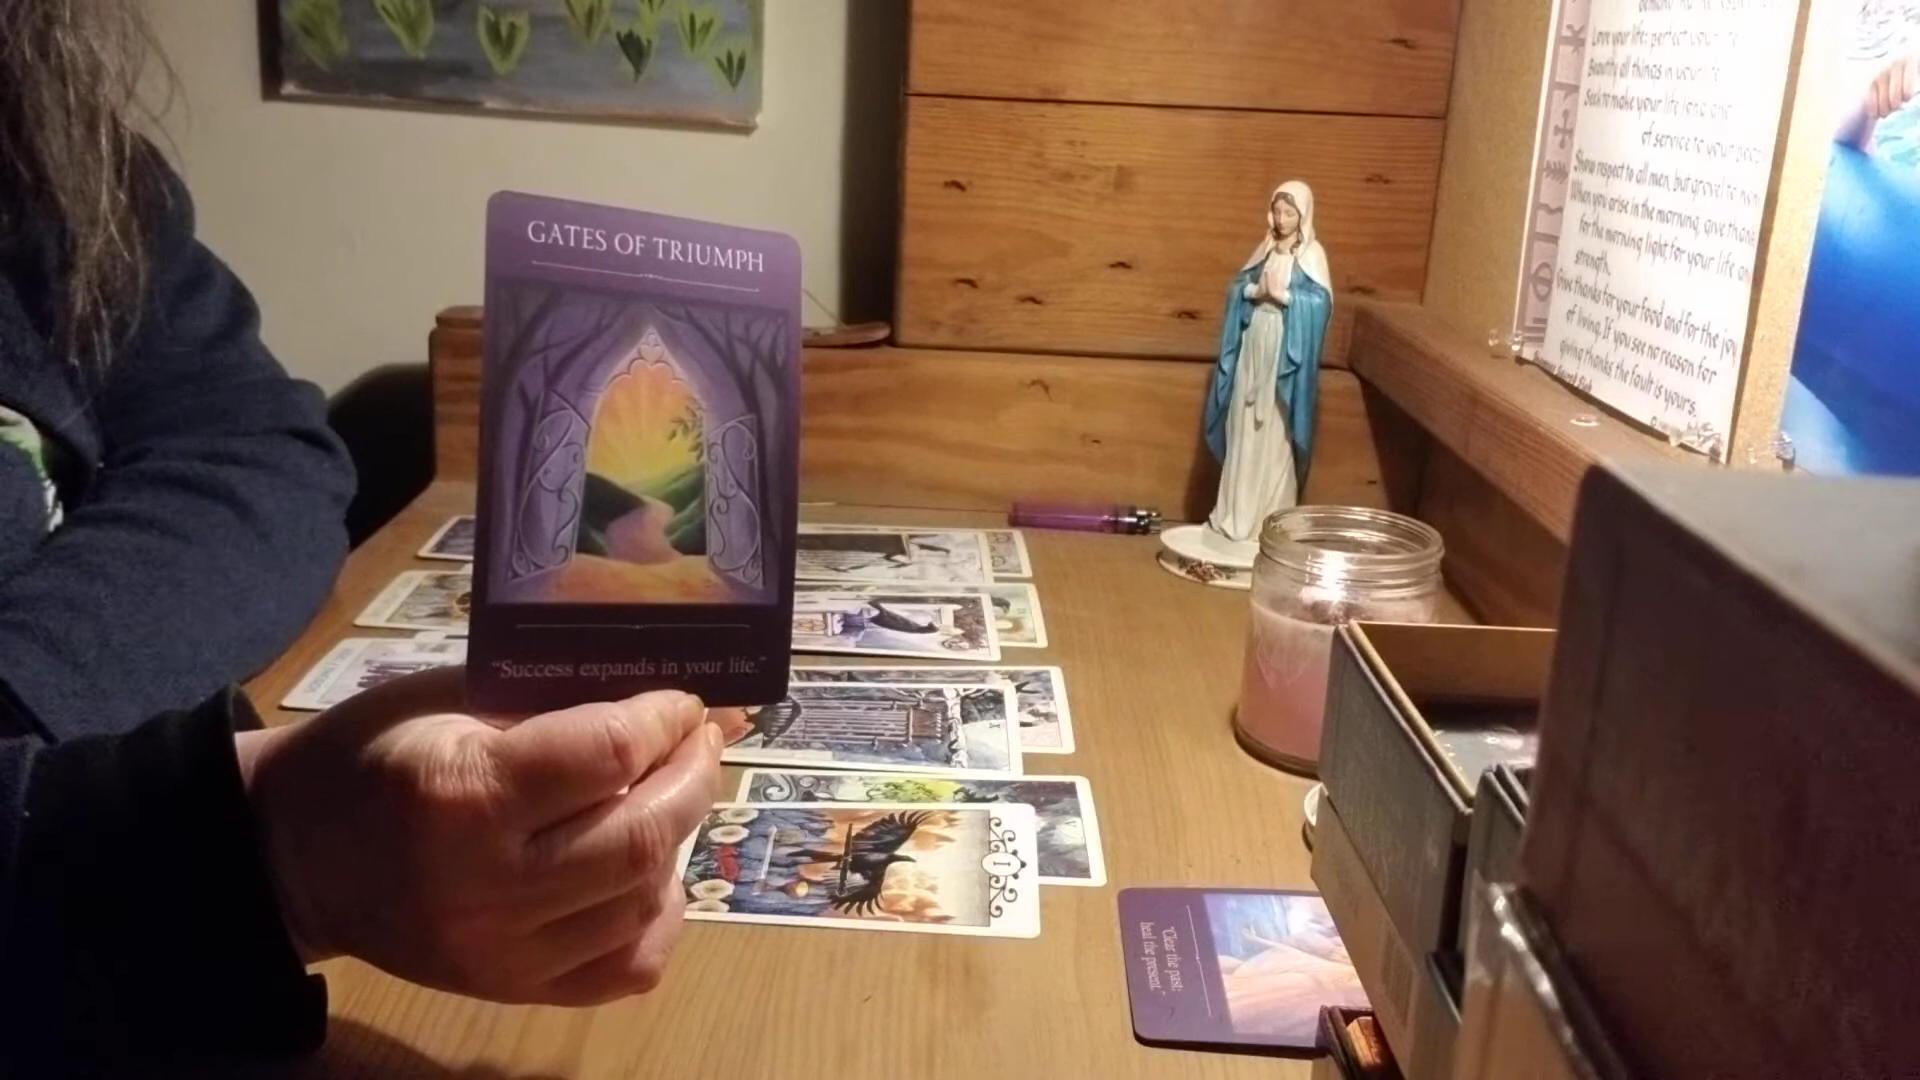 GATES OF TRIUMPH
"Success expands in your life."
Love your life; perfect your life
Beautify all things in your life
Seek to make your life long and
of service to your people
Show respect to all men, but grovel to none
When you arise in the morning, give thanks
for the morning light, for your life and
strength.
Give thanks for your food and for the joy
of living. If you see no reason for
giving thanks, the fault is yours.
"Clear the past;
heal the present."
I
V
X